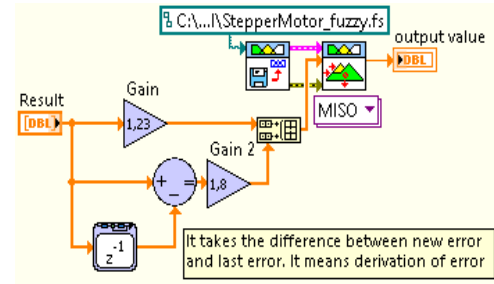 C:\...l\StepperMotor_fuzzy.fs
output value
DBL
MISO
Result
[DBL]
Gain
1,23
Gain 2
1,8
+
- =
z-1
It takes the difference between new error
and last error. It means derivation of error